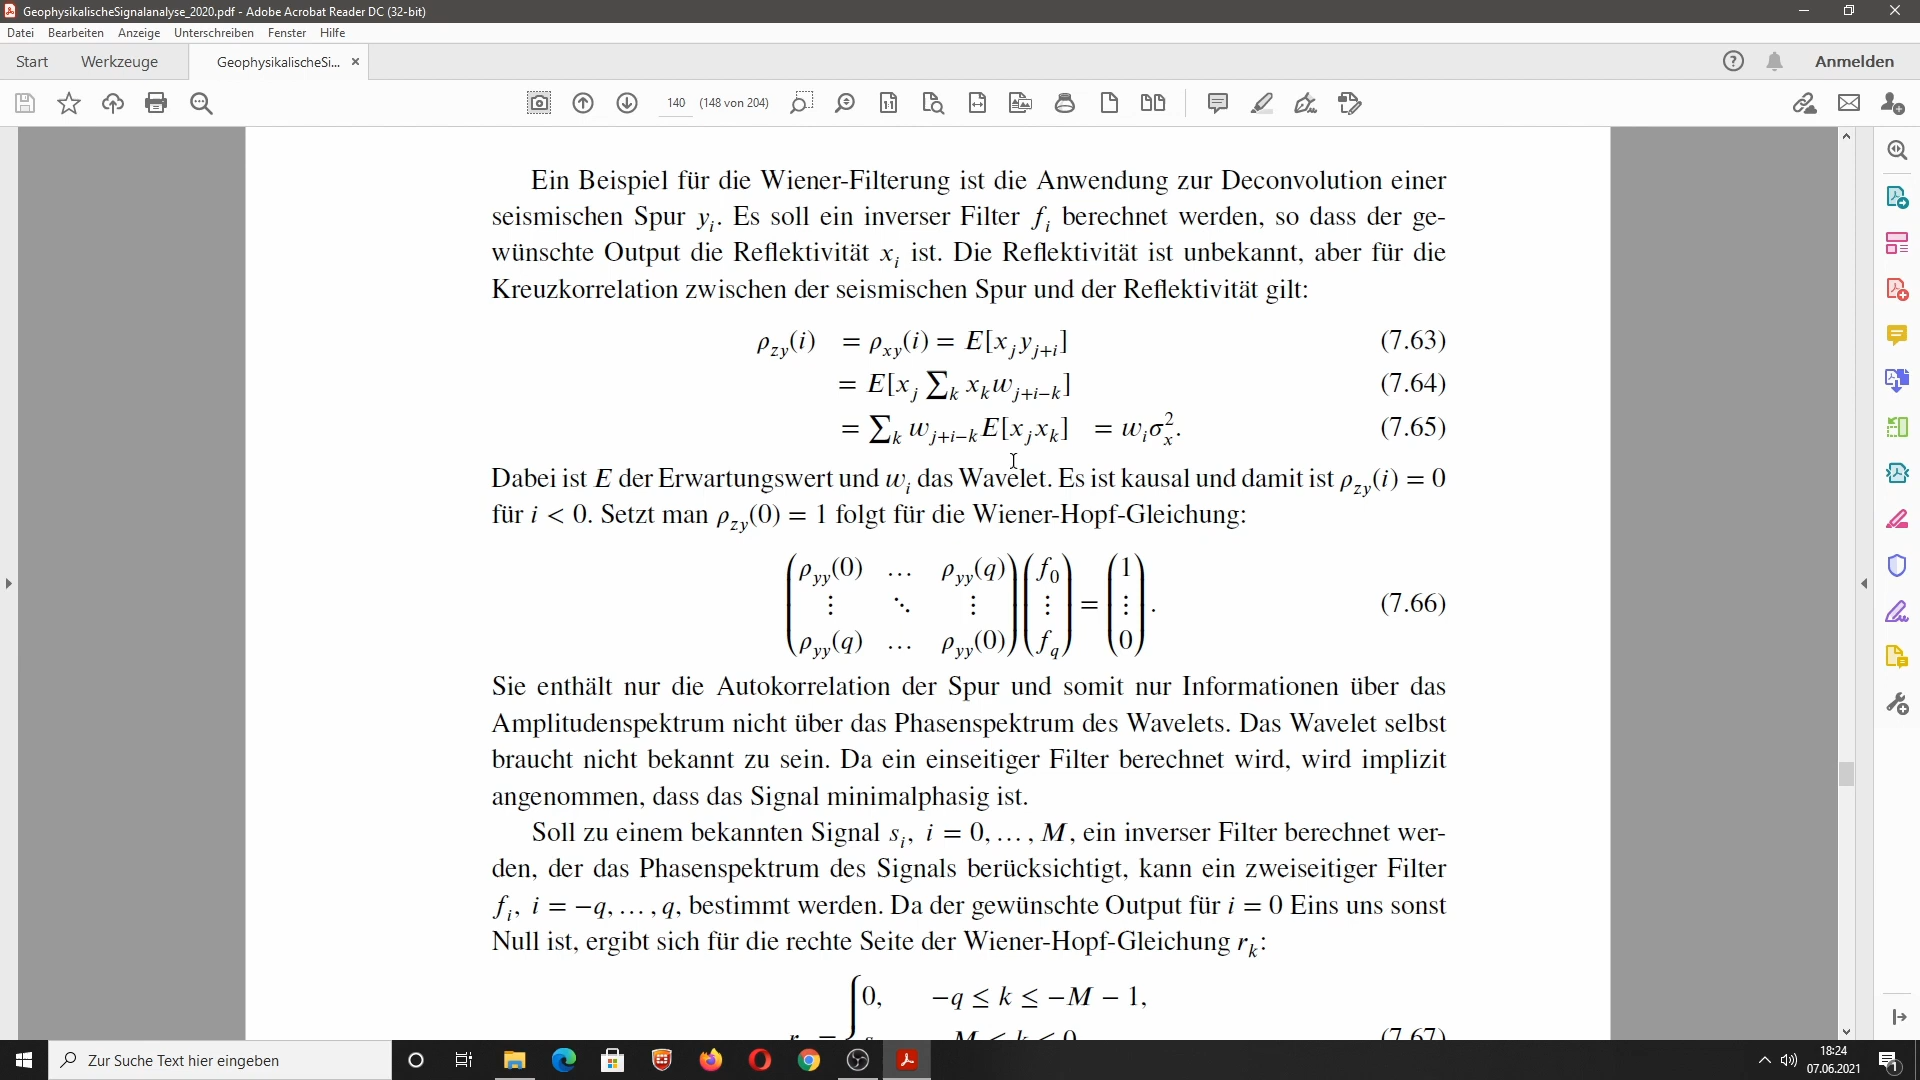 GeophysikalischeSignalanalyse_2020.pdf - Adobe Acrobat Reader DC (32-bit)
Datei Bearbeiten Anzeige Unterschreiben Fenster Hilfe
Start Werkzeuge GeophysikalischeSi... × Anmelden
140 (148 von 204)
Ein Beispiel für die Wiener-Filterung ist die Anwendung zur Deconvolution einer
seismischen Spur y_i. Es soll ein inverser Filter f_i berechnet werden, so dass der ge-
wünschte Output die Reflektivität x_i ist. Die Reflektivität ist unbekannt, aber für die
Kreuzkorrelation zwischen der seismischen Spur und der Reflektivität gilt:
ρ_zy(i) = ρ_xy(i) = E[x_j y_{j+i}] (7.63)
= E[x_j ∑_k x_k w_{j+i−k}] (7.64)
= ∑_k w_{j+i−k} E[x_j x_k] = w_i σ_x^2. (7.65)
Dabei ist E der Erwartungswert und w_i das Wavelet. Es ist kausal und damit ist ρ_zy(i) = 0
für i < 0. Setzt man ρ_zy(0) = 1 folgt für die Wiener-Hopf-Gleichung:
ρ_yy(0) … ρ_yy(q) f_0 1
⋮ ⋱ ⋮ ⋮ = ⋮ . (7.66)
ρ_yy(q) … ρ_yy(0) f_q 0
Sie enthält nur die Autokorrelation der Spur und somit nur Informationen über das
Amplitudenspektrum nicht über das Phasenspektrum des Wavelets. Das Wavelet selbst
braucht nicht bekannt zu sein. Da ein einseitiger Filter berechnet wird, wird implizit
angenommen, dass das Signal minimalphasig ist.
Soll zu einem bekannten Signal s_i, i = 0, … , M, ein inverser Filter berechnet wer-
den, der das Phasenspektrum des Signals berücksichtigt, kann ein zweiseitiger Filter
f_i, i = −q, … , q, bestimmt werden. Da der gewünschte Output für i = 0 Eins uns sonst
Null ist, ergibt sich für die rechte Seite der Wiener-Hopf-Gleichung r_k:
0, −q ≤ k ≤ −M − 1,
(7.67)
Zur Suche Text hier eingeben
18:24
07.06.2021
1